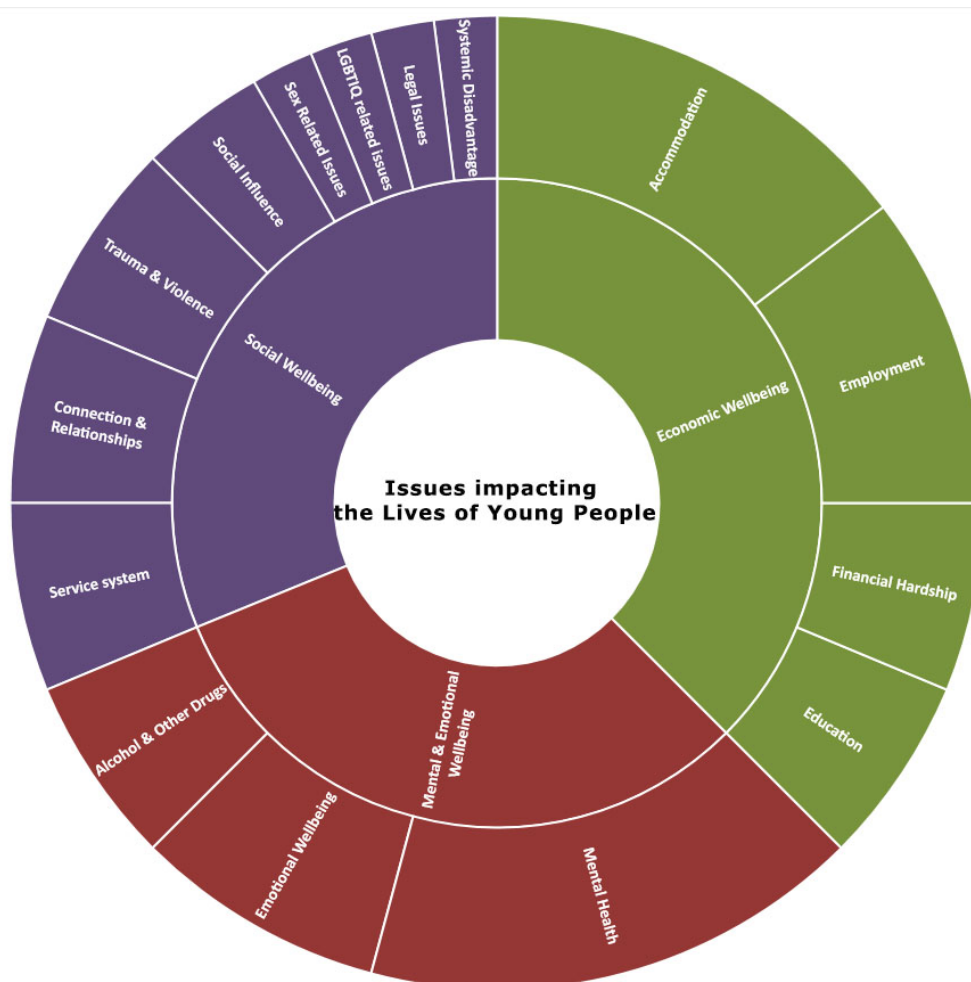 Issues impacting
the Lives of Young People
Economic Wellbeing
Accommodation
Employment
Financial Hardship
Education
Mental & Emotional
Wellbeing
Mental Health
Emotional Wellbeing
Alcohol & Other Drugs
Social Wellbeing
Service system
Connection &
Relationships
Trauma & Violence
Social Influence
Sex Related Issues
LGBTIQ related issues
Legal Issues
Systemic Disadvantage